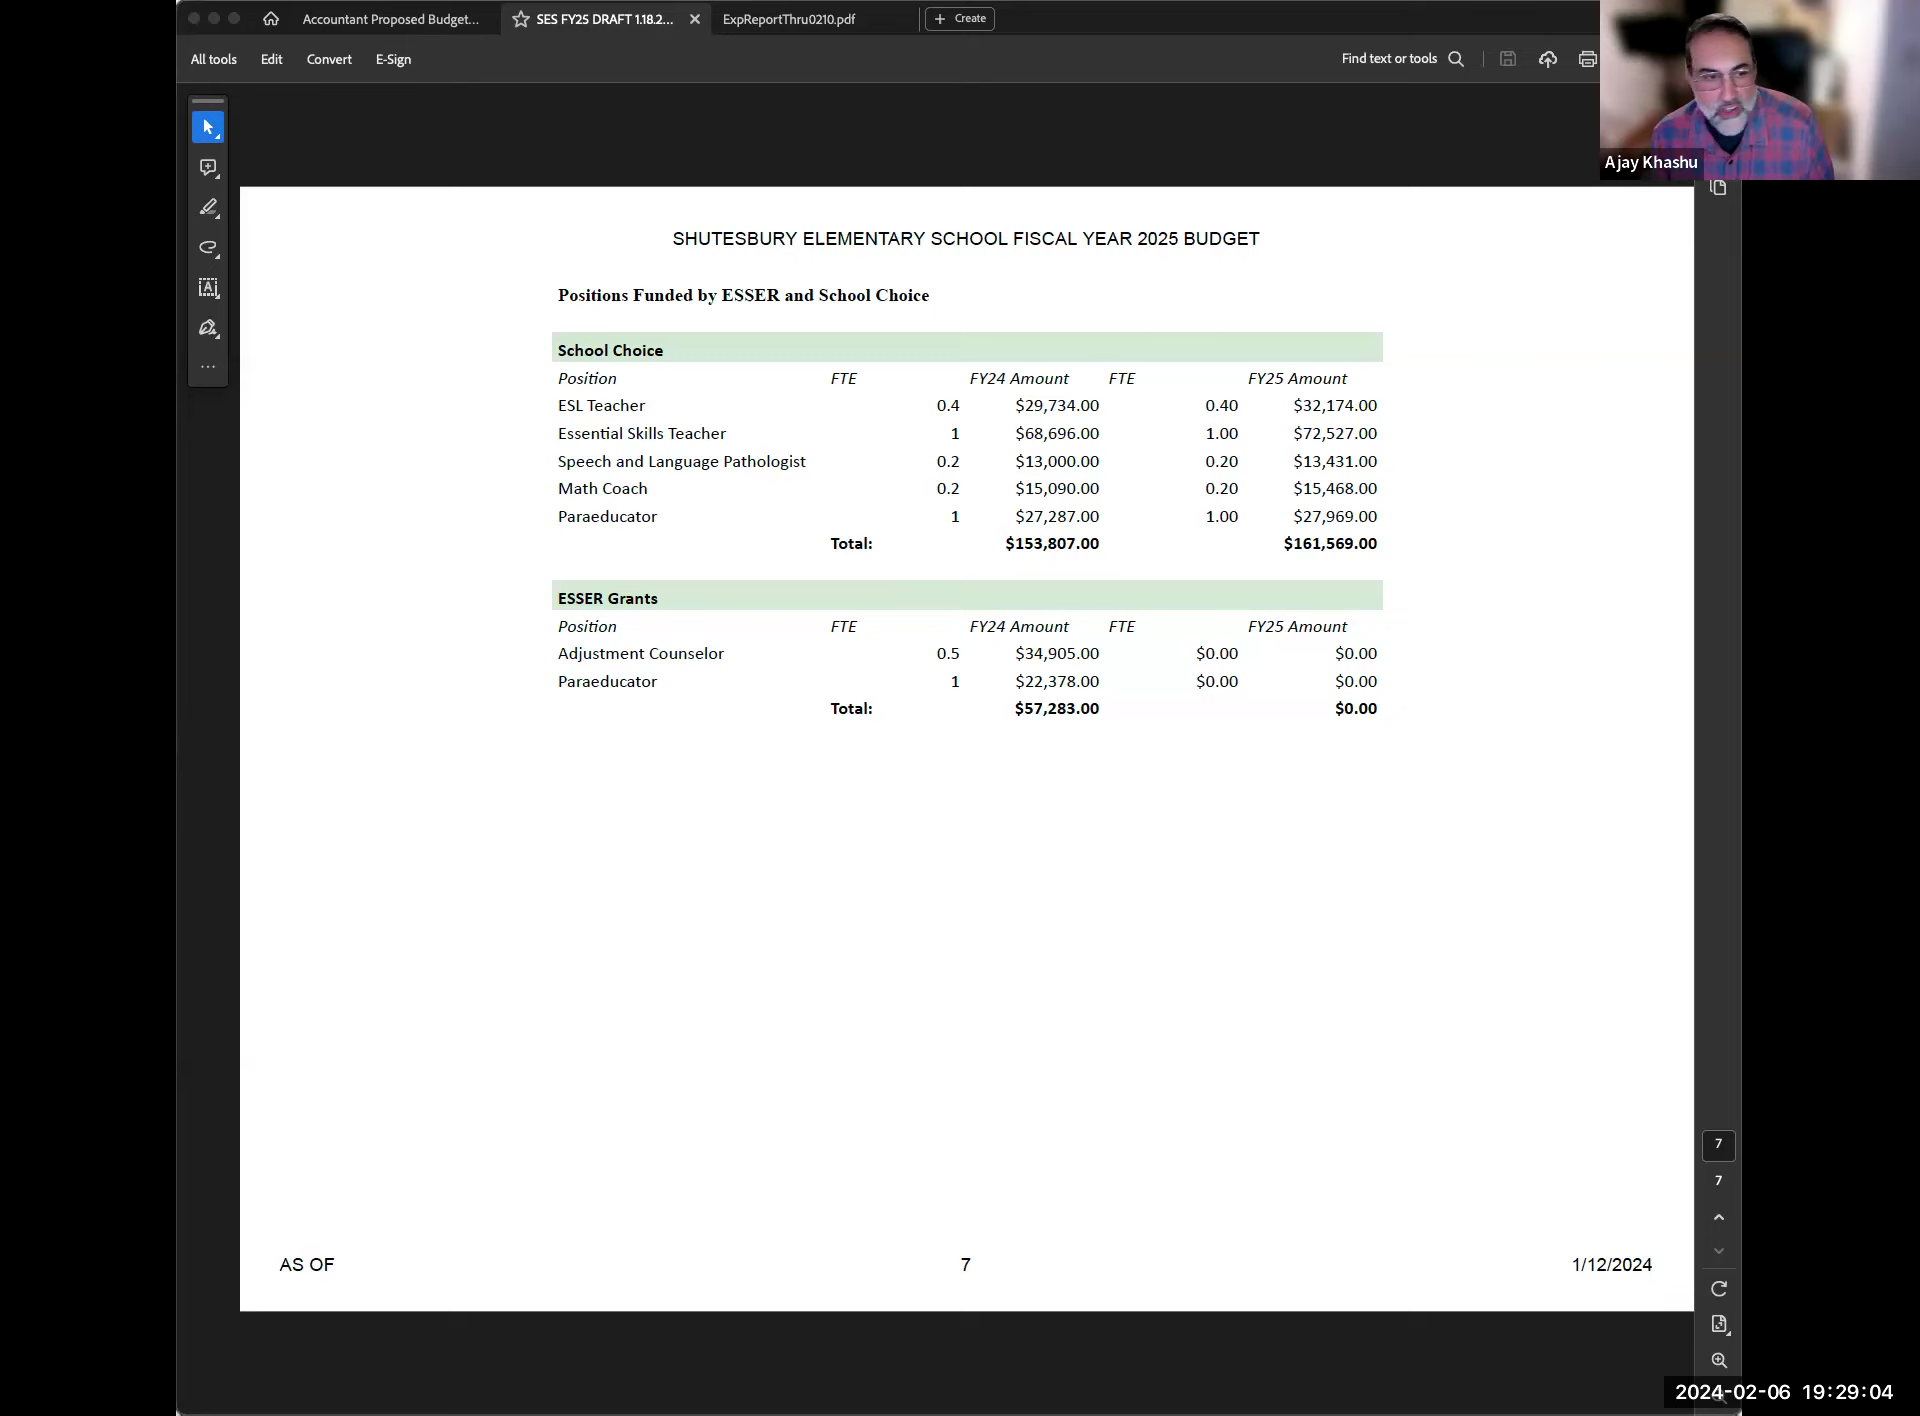 Accountant Proposed Budget...
SES FY25 DRAFT 1.18.2...
ExpReportThru0210.pdf
Create
All tools
Edit
Convert
E-Sign
Find text or tools
Ajay Khashu
SHUTESBURY ELEMENTARY SCHOOL FISCAL YEAR 2025 BUDGET
Positions Funded by ESSER and School Choice
School Choice
Position FTE FY24 Amount FTE FY25 Amount
ESL Teacher 0.4 $29,734.00 0.40 $32,174.00
Essential Skills Teacher 1 $68,696.00 1.00 $72,527.00
Speech and Language Pathologist 0.2 $13,000.00 0.20 $13,431.00
Math Coach 0.2 $15,090.00 0.20 $15,468.00
Paraeducator 1 $27,287.00 1.00 $27,969.00
Total: $153,807.00 $161,569.00
ESSER Grants
Position FTE FY24 Amount FTE FY25 Amount
Adjustment Counselor 0.5 $34,905.00 $0.00 $0.00
Paraeducator 1 $22,378.00 $0.00 $0.00
Total: $57,283.00 $0.00
7
7
AS OF 7 1/12/2024
2024-02-06 19:29:04